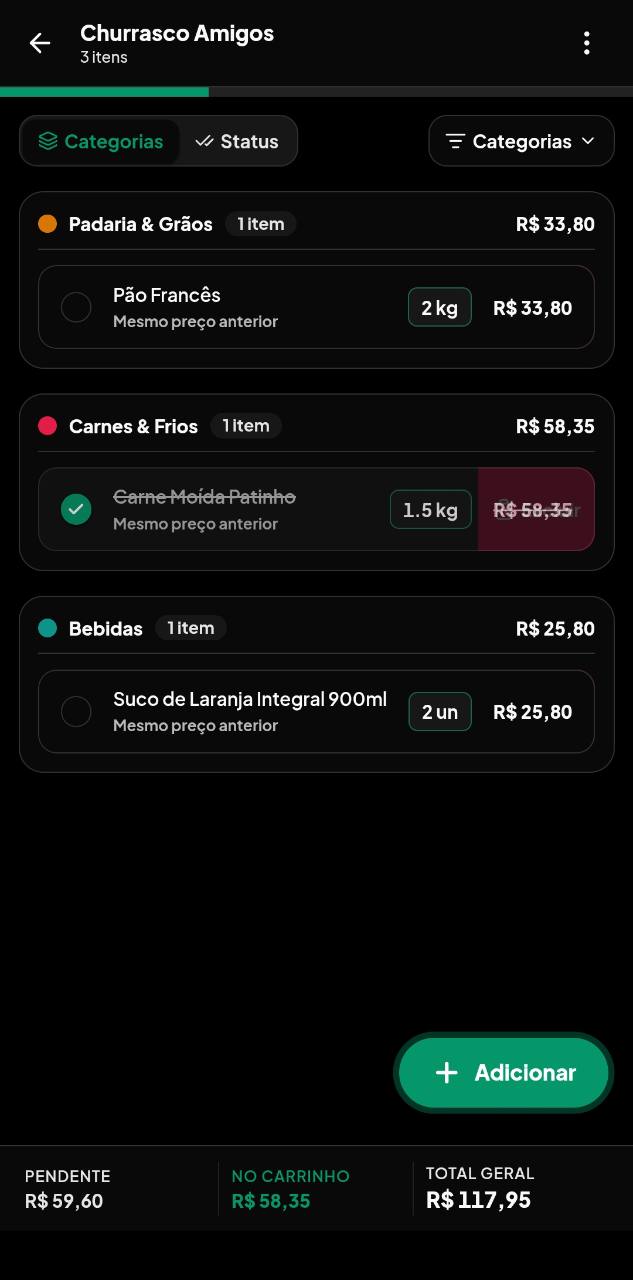 Churrasco Amigos
3 itens
Categorias
Status
Categorias
Padaria & Grãos 1 item R$ 33,80
Pão Francês
Mesmo preço anterior
2 kg R$ 33,80
Carnes & Frios 1 item R$ 58,35
Carne Moída Patinho
Mesmo preço anterior
1.5 kg R$ 58,35
Bebidas 1 item R$ 25,80
Suco de Laranja Integral 900ml
Mesmo preço anterior
2 un R$ 25,80
Adicionar
PENDENTE
R$ 59,60
NO CARRINHO
R$ 58,35
TOTAL GERAL
R$ 117,95